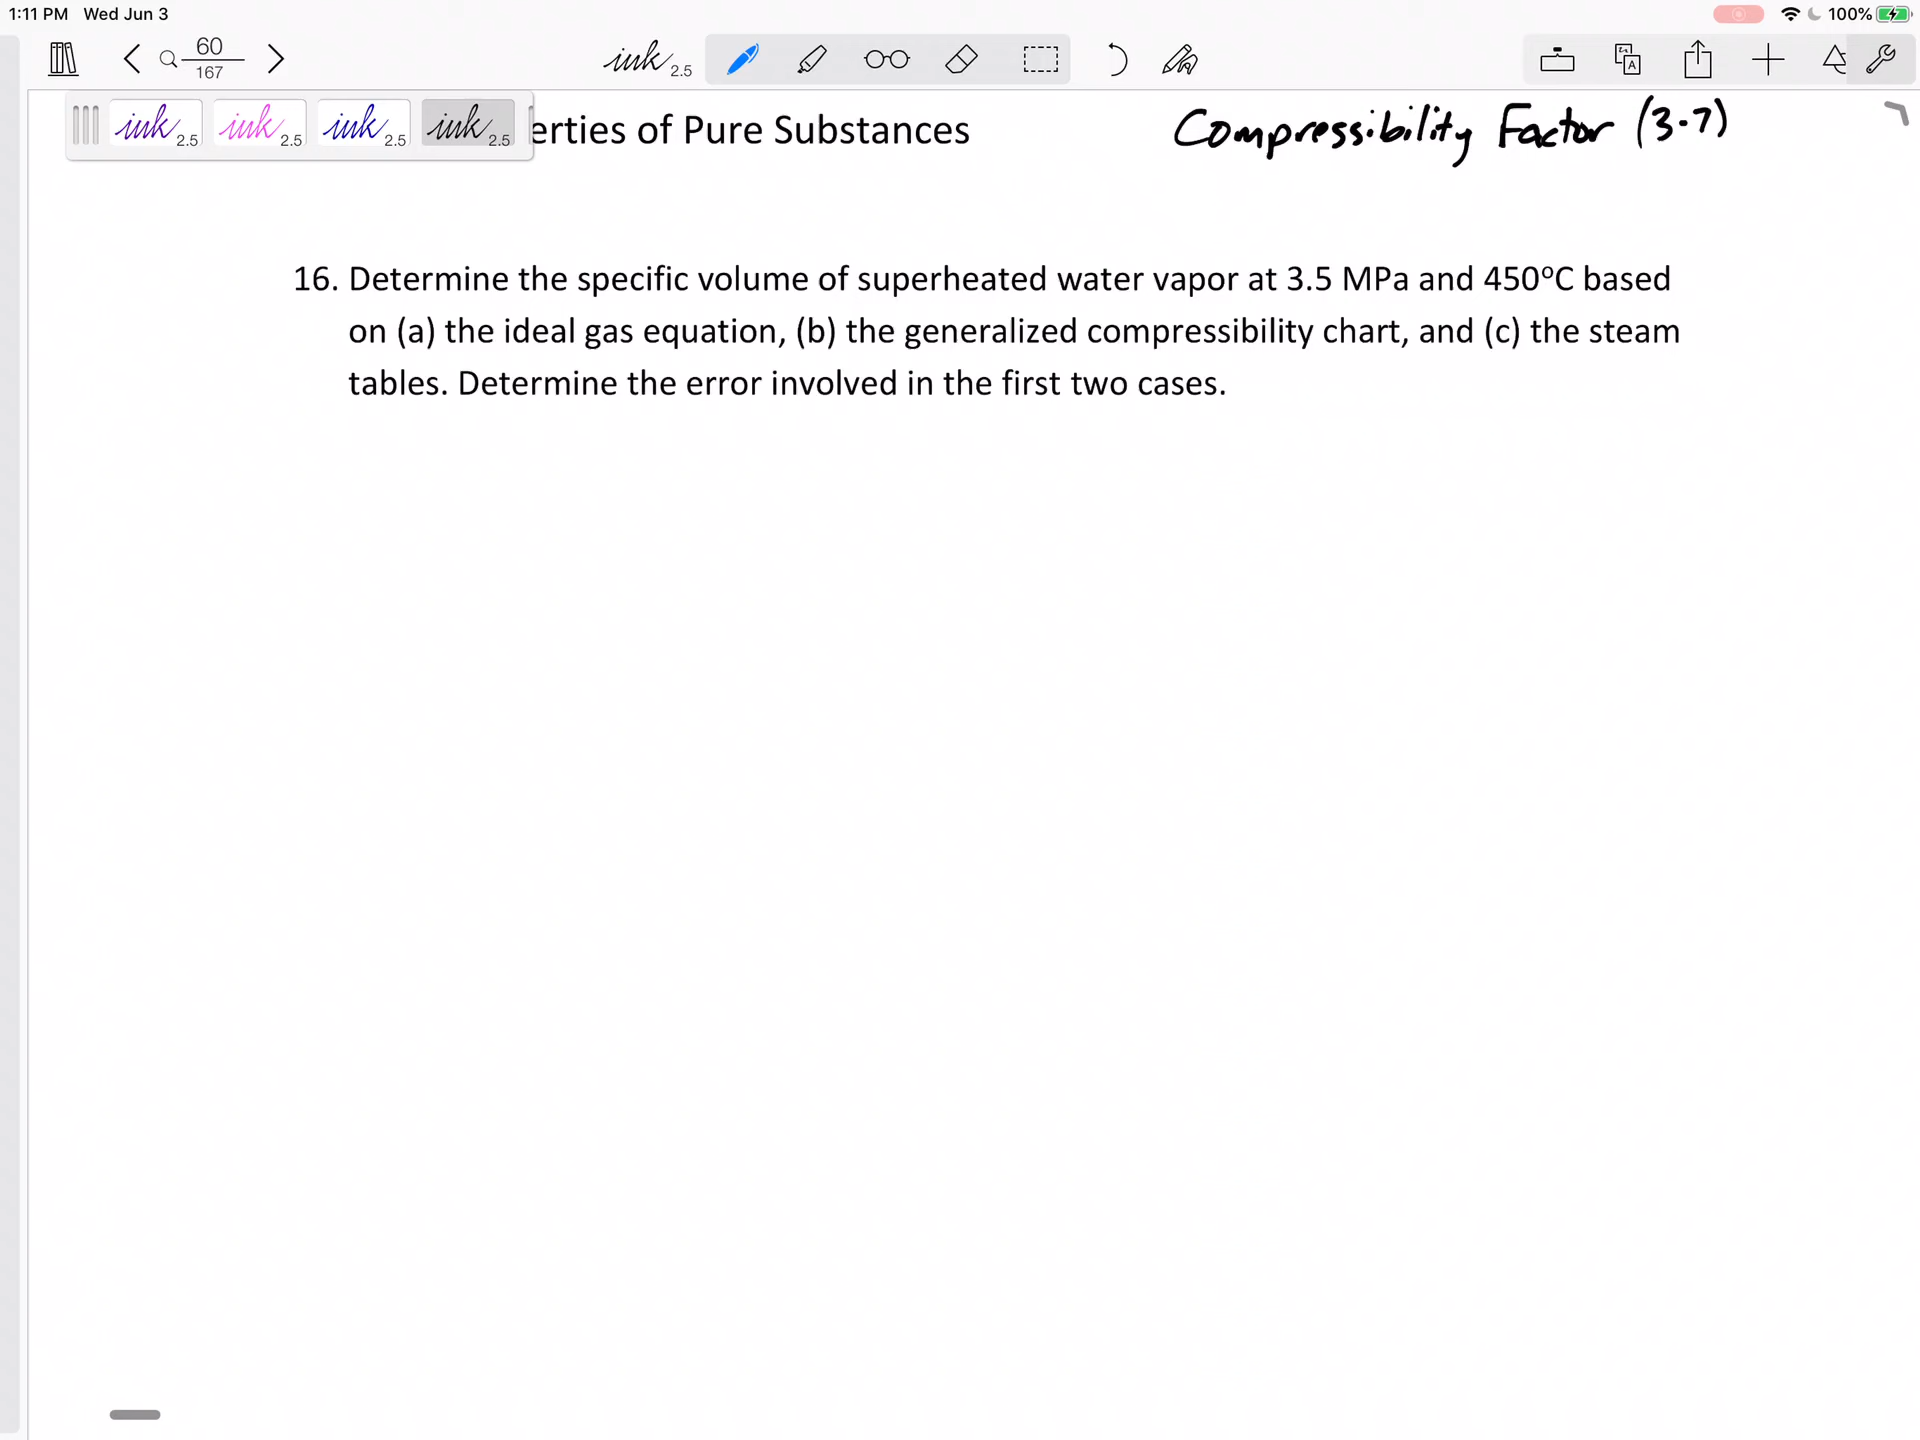 1:11 PM Wed Jun 3
100%
60
167
ink 2.5
ink 2.5 ink 2.5 ink 2.5 ink 2.5
erties of Pure Substances
Compressibility Factor (3-7)
16. Determine the specific volume of superheated water vapor at 3.5 MPa and 450°C based
on (a) the ideal gas equation, (b) the generalized compressibility chart, and (c) the steam
tables. Determine the error involved in the first two cases.